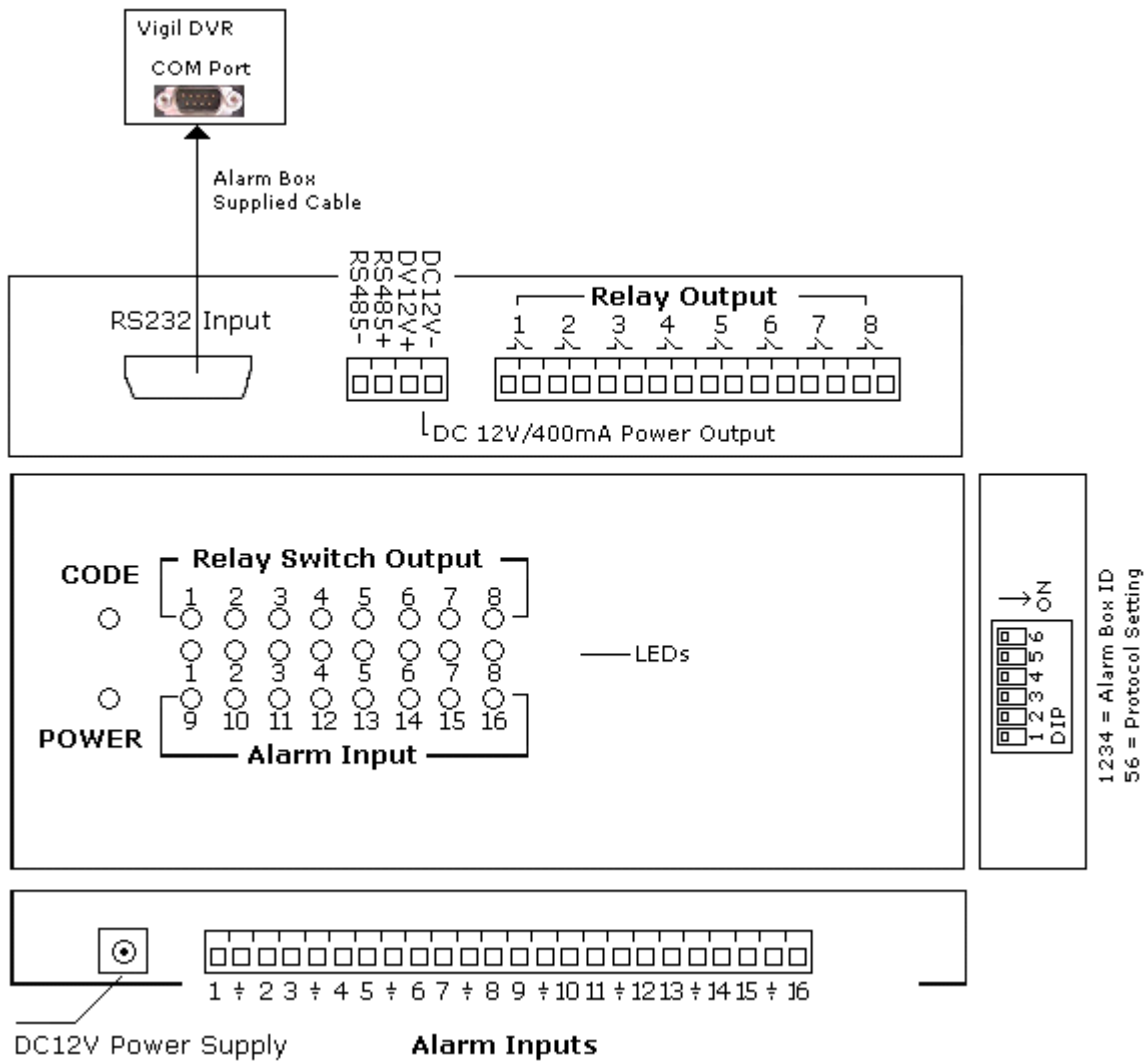 Vigil DVR
COM Port
Alarm Box
Supplied Cable
RS485-
RS485+
DV12V+
DC12V-
RS232 Input
Relay Output
1 2 3 4 5 6 7 8
DC 12V/400mA Power Output
CODE
Relay Switch Output
1 2 3 4 5 6 7 8
LEDs
1 2 3 4 5 6 7 8
9 10 11 12 13 14 15 16
POWER
Alarm Input
ON
1 2 3 4 5 6
DIP
1234 = Alarm Box ID
56 = Protocol Setting
1 ⏚ 2 3 ⏚ 4 5 ⏚ 6 7 ⏚ 8 9 ⏚ 10 11 ⏚ 12 13 ⏚ 14 15 ⏚ 16
DC12V Power Supply
Alarm Inputs